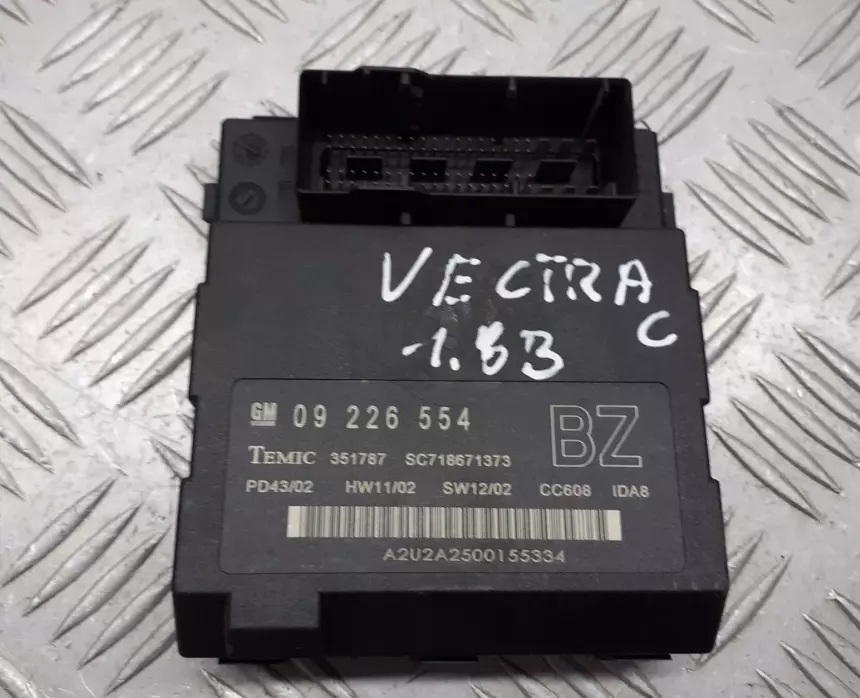 VECTRA
C
1.8B
GM 09 226 554 BZ
TEMIC 351787 SC718671373
PD43/02 HW11/02 SW12/02 CC608 IDA8
A2U2A2500155334